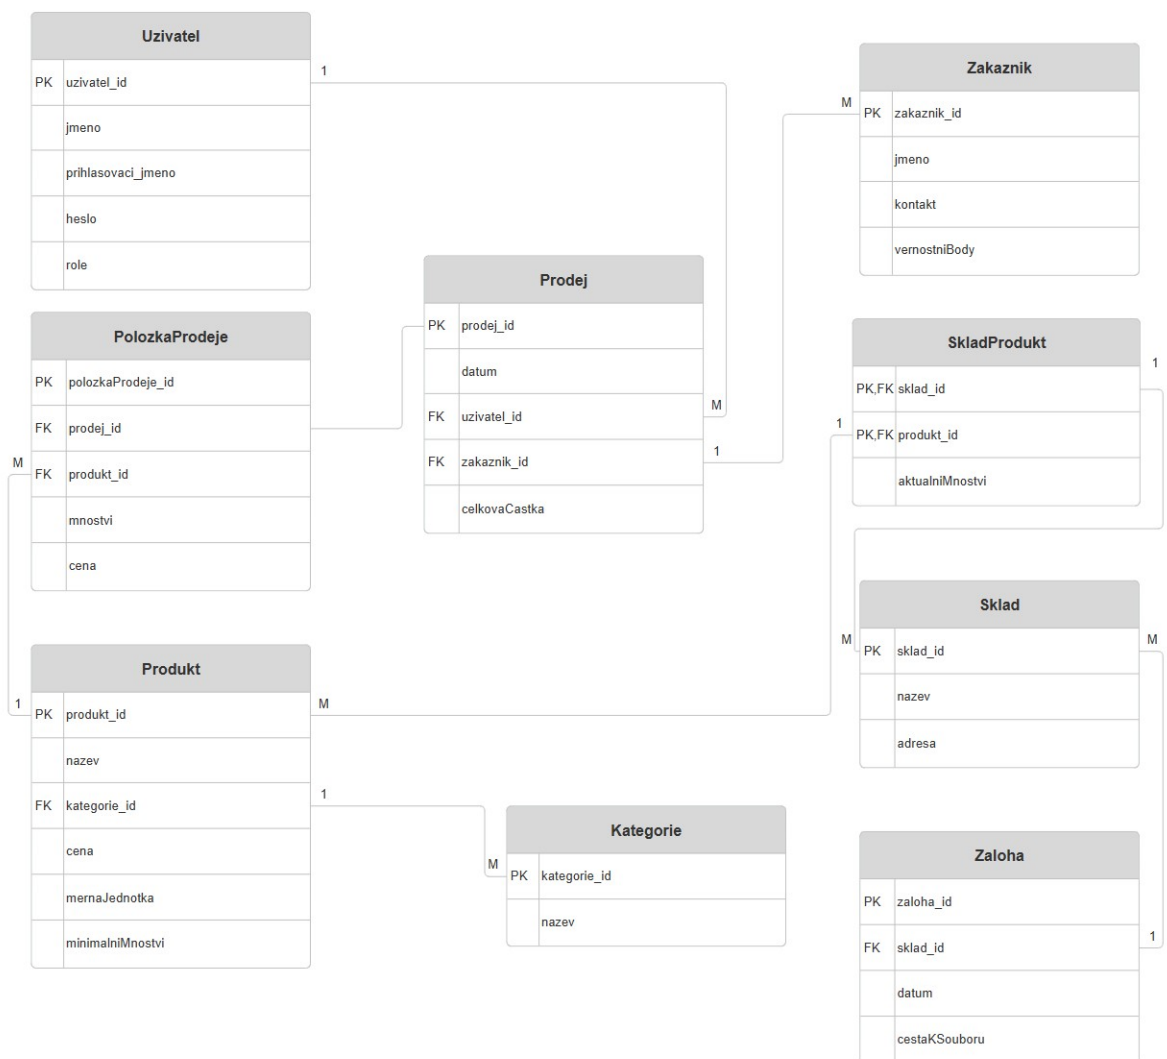 Uzivatel
PK uzivatel_id
jmeno
prihlasovaci_jmeno
heslo
role
1
M
Zakaznik
PK zakaznik_id
jmeno
kontakt
vernostniBody
M
1
Prodej
PK prodej_id
datum
FK uzivatel_id
FK zakaznik_id
celkovaCastka
PolozkaProdeje
PK polozkaProdeje_id
FK prodej_id
FK produkt_id
mnostvi
cena
M
1
SkladProdukt
PK,FK sklad_id
PK,FK produkt_id
aktualniMnostvi
1
1
M
Sklad
PK sklad_id
nazev
adresa
M
Produkt
PK produkt_id
nazev
FK kategorie_id
cena
mernaJednotka
minimalniMnostvi
M
1
M
Kategorie
PK kategorie_id
nazev
Zaloha
PK zaloha_id
FK sklad_id
datum
cestaKSouboru
1